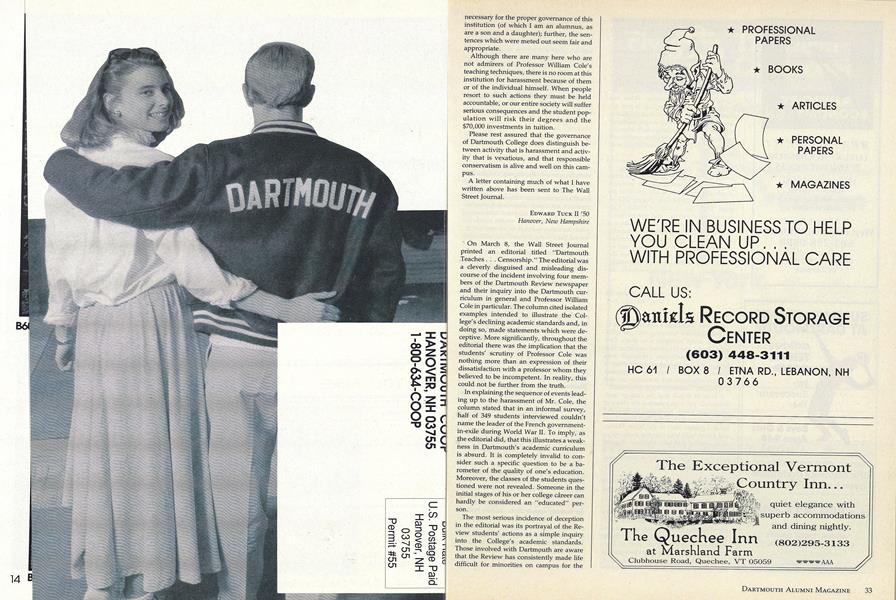 DARTMOUTH
B6
DARTMOUTH COOP
HANOVER, NH 03755
1-800-634-COOP
U.S. Postage Paid
Hanover, NH
03755
Permit #55
14 B
necessary for the proper governance of this
institution (of which I am an alumnus, as
are a son and a daughter); further, the sen-
tences which were meted out seem fair and
appropriate.
Although there are many here who are
not admirers of Professor William Cole's
teaching techniques, there is no room at this
institution for harassment because of them
or of the individual himself. When people
resort to such actions they must be held
accountable, or our entire society will suffer
serious consequences and the student pop-
ulation will risk their degrees and the
$70,000 investments in tuition.
Please rest assured that the governance
of Dartmouth College does distinguish be-
tween activity that is harassment and activ-
ity that is vexatious, and that responsible
conservatism is alive and well on this cam-
pus.
A letter containing much of what I have
written above has been sent to The Wall
Street Journal.
EDWARD TUCK II '50
Hanover, New Hampshire
On March 8, the Wall Street Journal
printed an editorial titled "Dartmouth
Teaches . . . Censorship." The editorial was
a cleverly disguised and misleading dis-
course of the incident involving four mem-
bers of the Dartmouth Review newspaper
and their inquiry into the Dartmouth cur-
riculum in general and Professor William
Cole in particular. The column cited isolated
examples intended to illustrate the Col-
lege's declining academic standards and, in
doing so, made statements which were de-
ceptive. More significantly, throughout the
editorial there was the implication that the
students' scrutiny of Professor Cole was
nothing more than an expression of their
dissatisfaction with a professor whom they
believed to be incompetent. In reality, this
could not be further from the truth.
In explaining the sequence of events lead-
ing up to the harassment of Mr. Cole, the
column stated that in an informal survey,
half of 349 students interviewed couldn't
name the leader of the French government-
in-exile during World War II. To imply, as
the editorial did, that this illustrates a weak-
ness in Dartmouth's academic curriculum
is absurd. It is completely invalid to con-
sider such a specific question to be a ba-
rometer of the quality of one's education.
Moreover, the classes of the students ques-
tioned were not revealed. Someone in the
initial stages of his or her college career can
hardly be considered an "educated" per-
son.
The most serious incidence of deception
in the editorial was its portrayal of the Re-
view students' actions as a simple inquiry
into the College's academic standards.
Those involved with Dartmouth are aware
that the Review has consistently made life
difficult for minorities on campus for the
★ PROFESSIONAL
PAPERS
★ BOOKS
★ ARTICLES
★ PERSONAL
PAPERS
★ MAGAZINES
WE'RE IN BUSINESS TO HELP
YOU CLEAN UP . . .
WITH PROFESSIONAL CARE
CALL US:
Daniels RECORD STORAGE
CENTER
(603) 448-3111
HC 61 / BOX 8 / ETNA RD., LEBANON, NH
03766
The Exceptional Vermont
Country Inn...
quiet elegance with
superb accommodations
and dining nightly.
The Quechee Inn
at Marshland Farm
(802)295-3133
Clubhouse Road, Quechee, VT 05059 ♥♥♥♥AAA
DARTMOUTH ALUMNI MAGAZINE 33